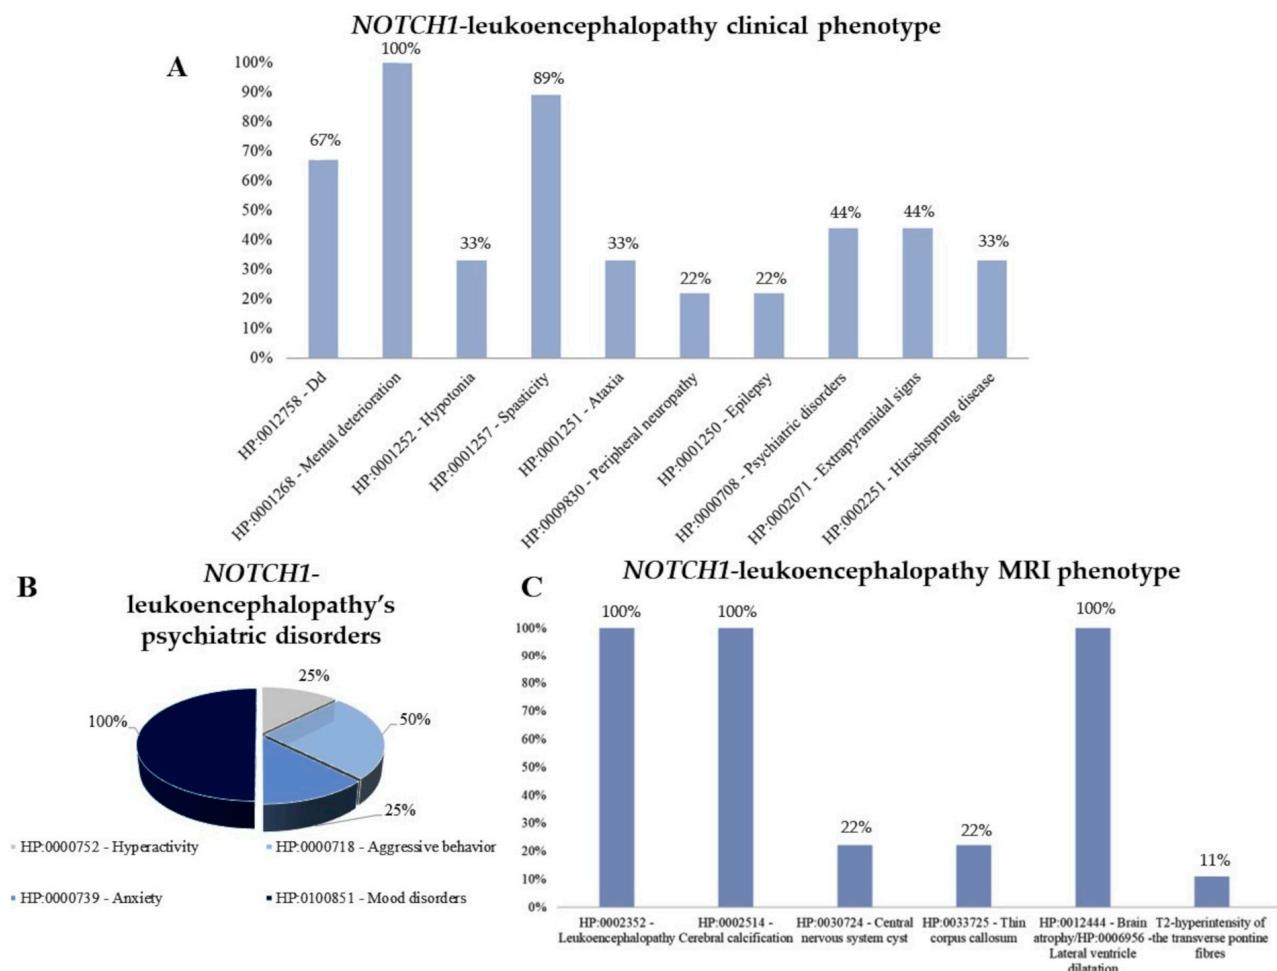 NOTCH1-leukoencephalopathy clinical phenotype
A
100%
90%
80%
70%
60%
50%
40%
30%
20%
10%
0%
67%
100%
33%
89%
33%
22%
22%
44%
44%
33%
HP:0012758 - Dd
HP:0001268 - Mental deterioration
HP:0001252 - Hypotonia
HP:0001257 - Spasticity
HP:0001251 - Ataxia
HP:0009830 - Peripheral neuropathy
HP:0001250 - Epilepsy
HP:0000708 - Psychiatric disorders
HP:0002071 - Extrapyramidal signs
HP:0002251 - Hirschsprung disease
B
NOTCH1-
leukoencephalopathy's
psychiatric disorders
25%
50%
25%
100%
HP:0000752 - Hyperactivity
HP:0000718 - Aggressive behavior
HP:0000739 - Anxiety
HP:0100851 - Mood disorders
C
NOTCH1-leukoencephalopathy MRI phenotype
100%
90%
80%
70%
60%
50%
40%
30%
20%
10%
0%
100%
100%
22%
22%
100%
11%
HP:0002352 -
Leukoencephalopathy
HP:0002514 -
Cerebral calcification
HP:0030724 - Central
nervous system cyst
HP:0033725 - Thin
corpus callosum
HP:0012444 - Brain
atrophy/HP:0006956 -
Lateral ventricle
dilatation
T2-hyperintensity of
the transverse pontine
fibres